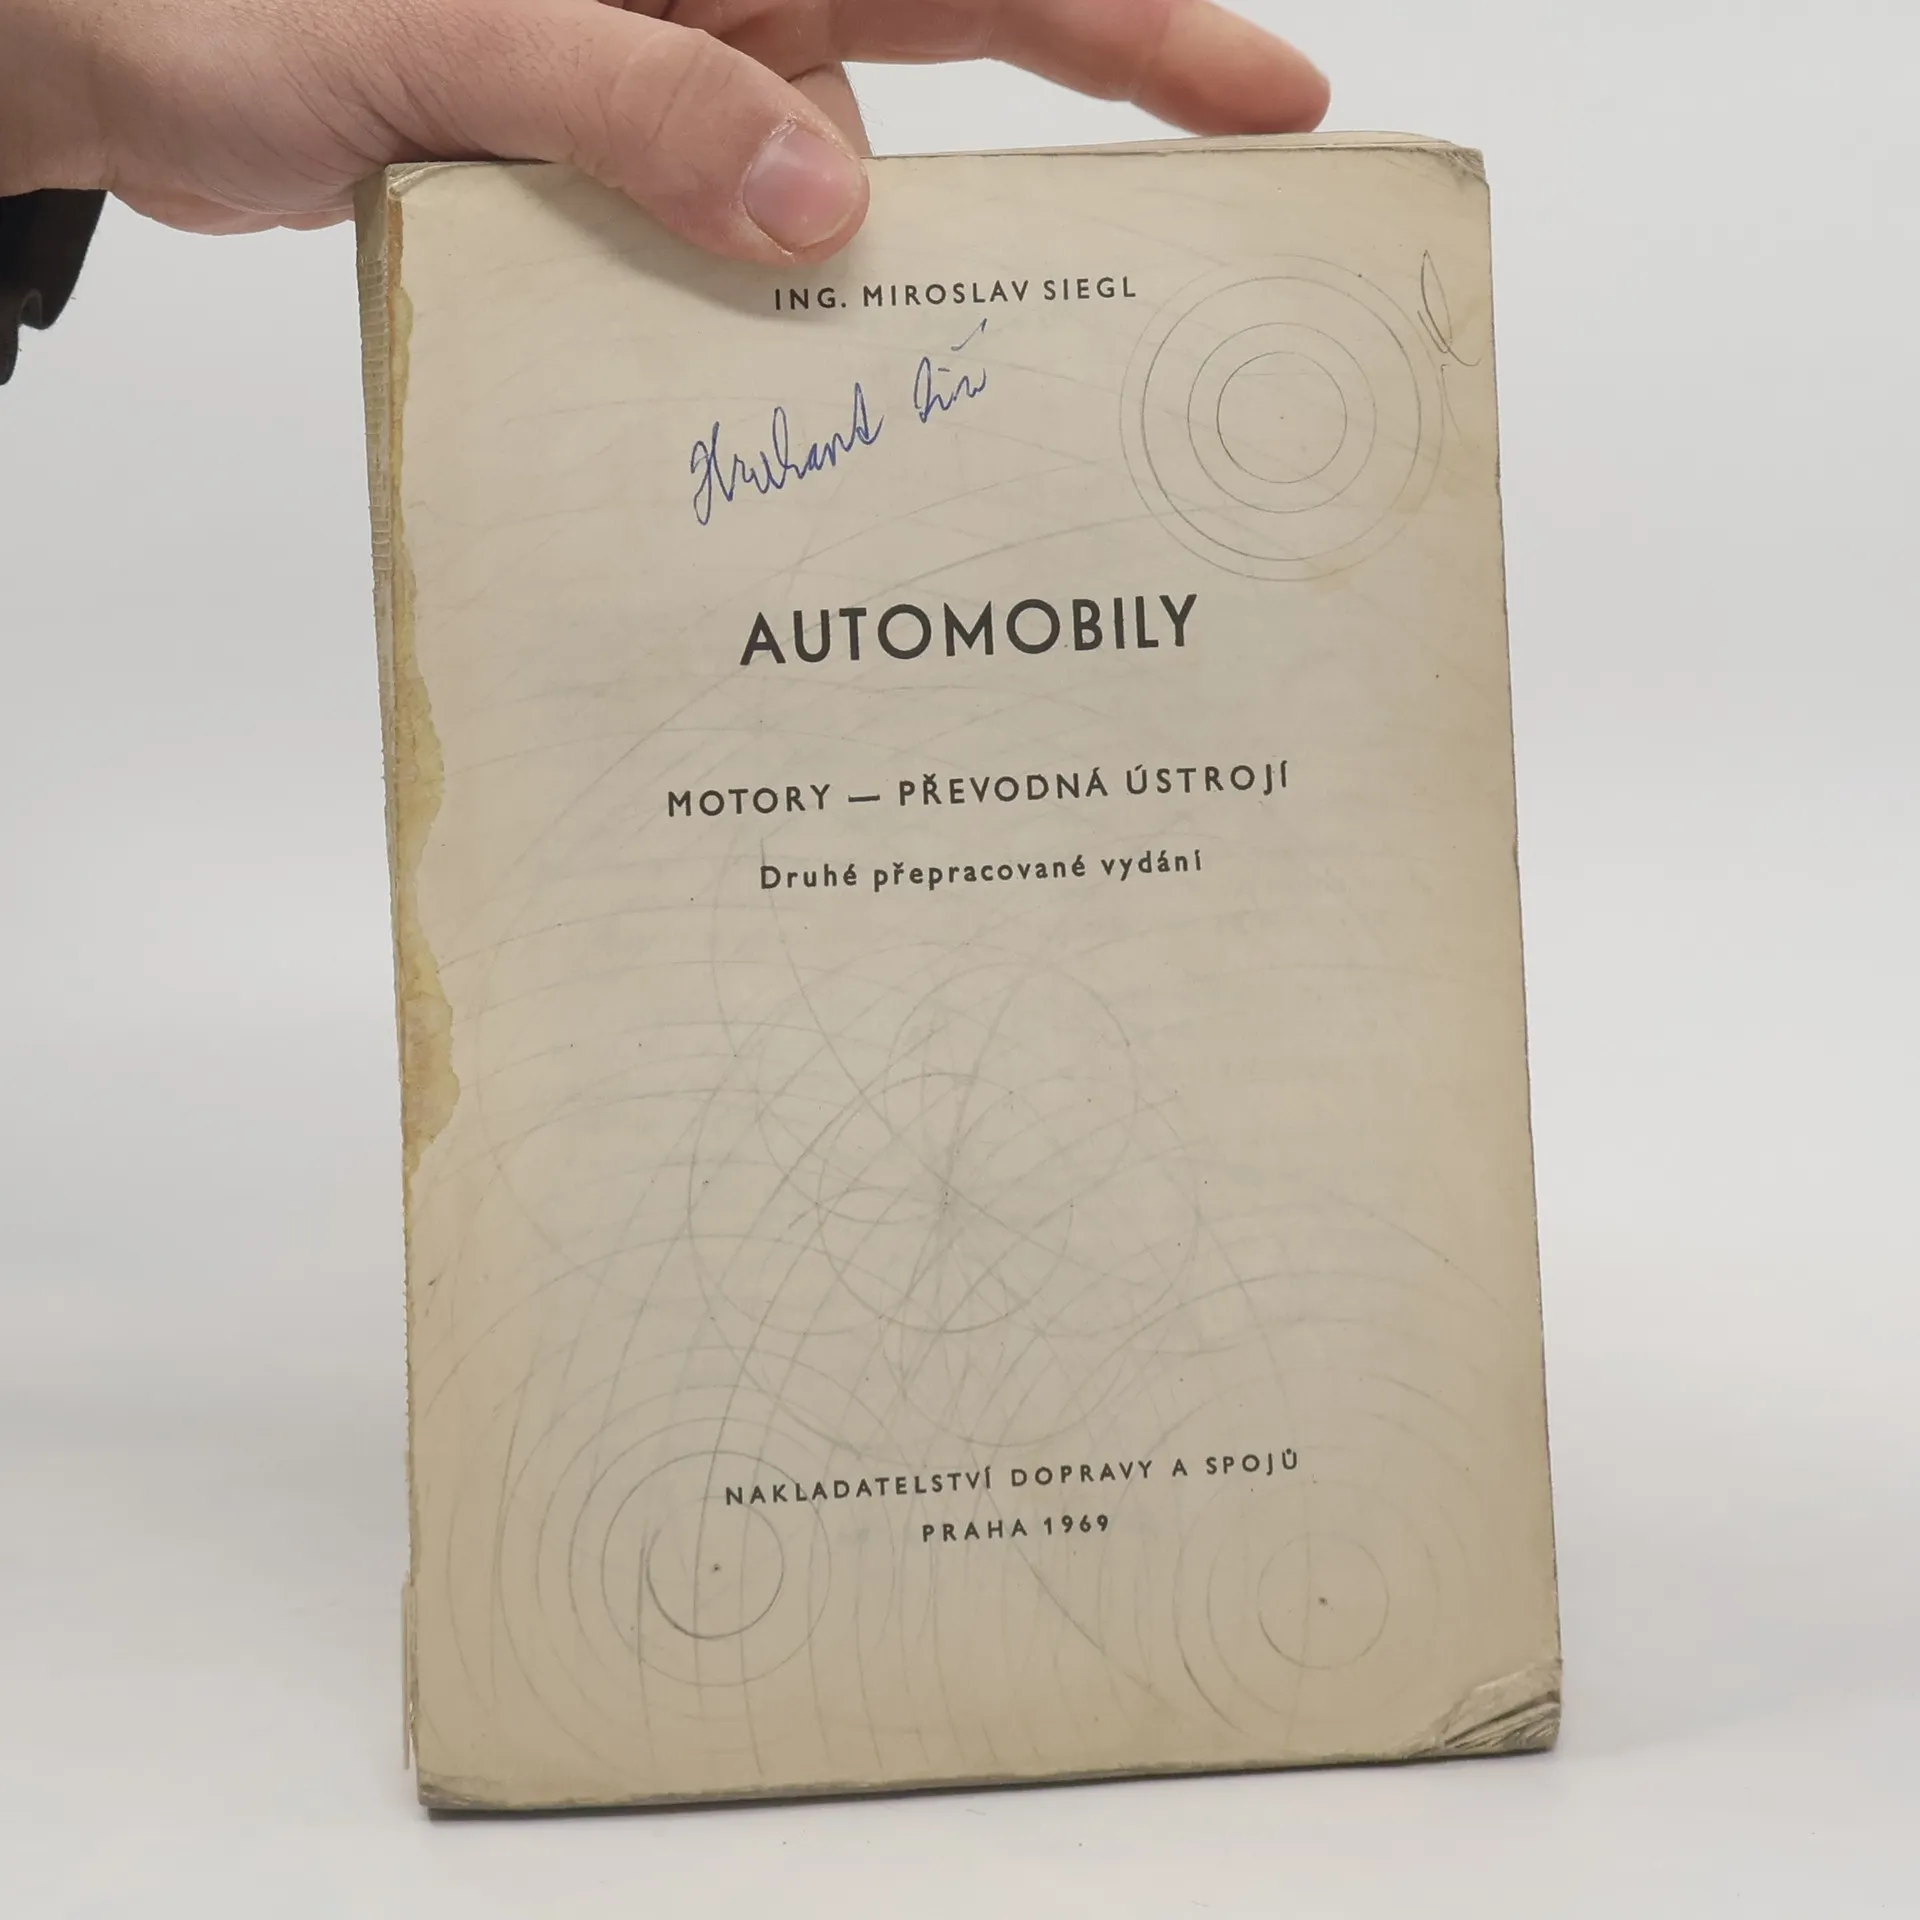 ING. MIROSLAV SIEGL
AUTOMOBILY
MOTORY — PŘEVODNÁ ÚSTROJÍ
Druhé přepracované vydání
NAKLADATELSTVÍ DOPRAVY A SPOJŮ
PRAHA 1969